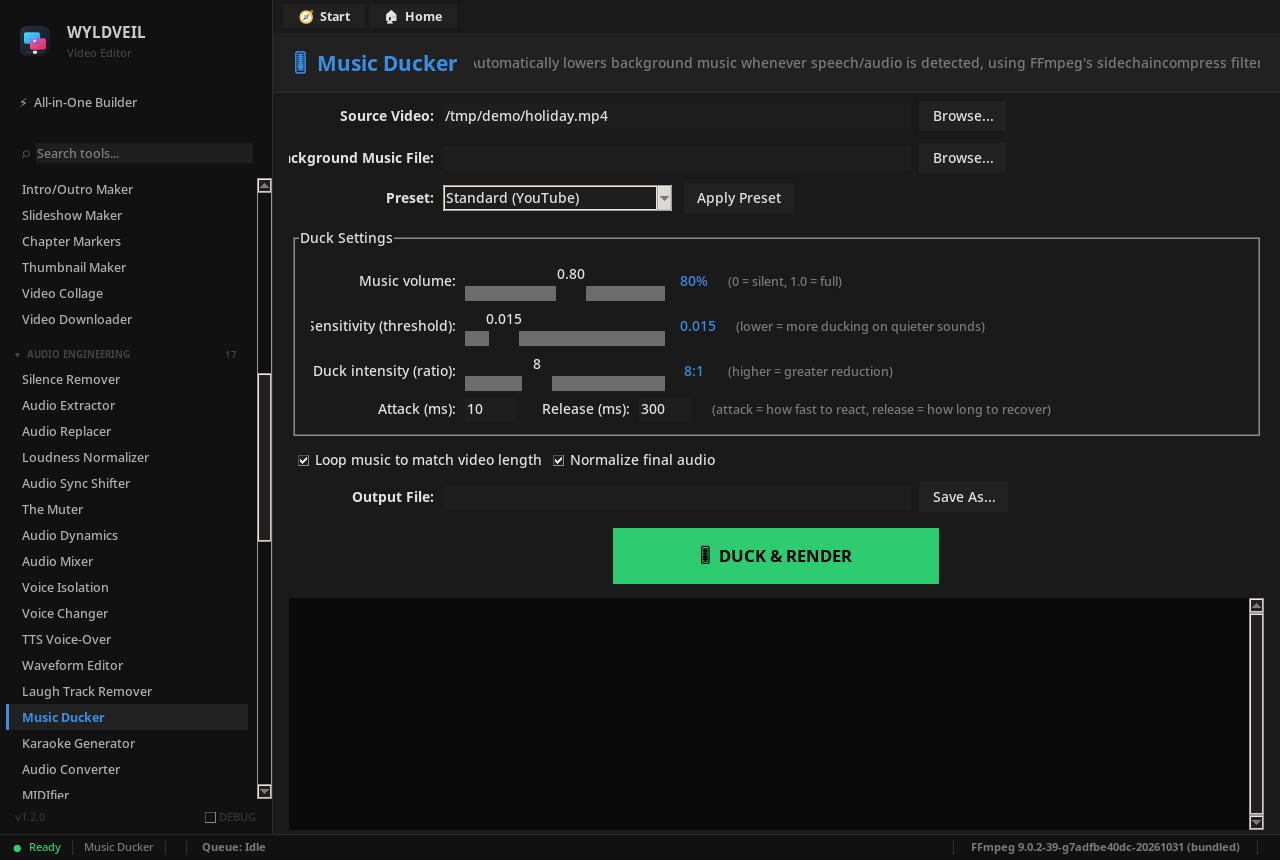 WYLDVEIL
Video Editor
⚡ All-in-One Builder
Search tools...
Intro/Outro Maker
Slideshow Maker
Chapter Markers
Thumbnail Maker
Video Collage
Video Downloader
AUDIO ENGINEERING 17
Silence Remover
Audio Extractor
Audio Replacer
Loudness Normalizer
Audio Sync Shifter
The Muter
Audio Dynamics
Audio Mixer
Voice Isolation
Voice Changer
TTS Voice-Over
Waveform Editor
Laugh Track Remover
Music Ducker
Karaoke Generator
Audio Converter
MIDIfier
v1.2.0 DEBUG
Start Home
Music Ducker utomatically lowers background music whenever speech/audio is detected, using FFmpeg's sidechaincompress filter
Source Video: /tmp/demo/holiday.mp4 Browse...
ackground Music File: Browse...
Preset: Standard (YouTube) Apply Preset
Duck Settings
0.80
Music volume: 80% (0 = silent, 1.0 = full)
0.015
Sensitivity (threshold): 0.015 (lower = more ducking on quieter sounds)
8
Duck intensity (ratio): 8:1 (higher = greater reduction)
Attack (ms): 10 Release (ms): 300 (attack = how fast to react, release = how long to recover)
Loop music to match video length Normalize final audio
Output File: Save As...
DUCK & RENDER
Ready Music Ducker Queue: Idle FFmpeg 9.0.2-39-g7adfbe40dc-20261031 (bundled)